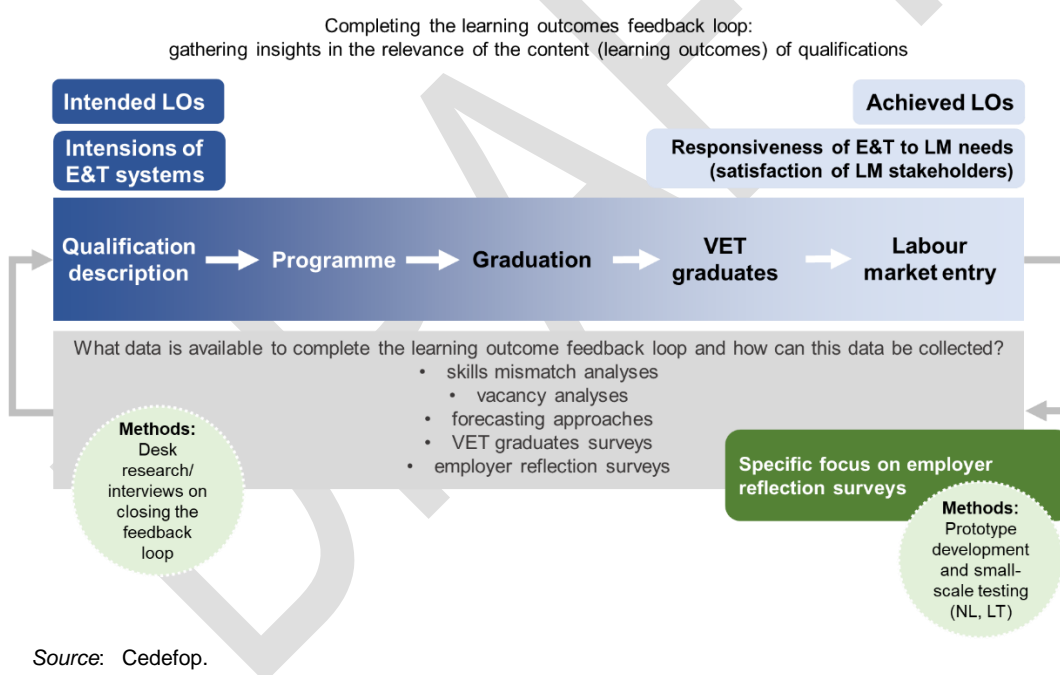 Completing the learning outcomes feedback loop:
gathering insights in the relevance of the content (learning outcomes) of qualifications
Intended LOs
Achieved LOs
Intensions of
E&T systems
Responsiveness of E&T to LM needs
(satisfaction of LM stakeholders)
Qualification
description
Programme
Graduation
VET
graduates
Labour
market entry
What data is available to complete the learning outcome feedback loop and how can this data be collected?
• skills mismatch analyses
• vacancy analyses
• forecasting approaches
• VET graduates surveys
• employer reflection surveys
Methods:
Desk
research/
interviews on
closing the
feedback
loop
Specific focus on employer
reflection surveys
Methods:
Prototype
development
and small-
scale testing
(NL, LT)
Source: Cedefop.